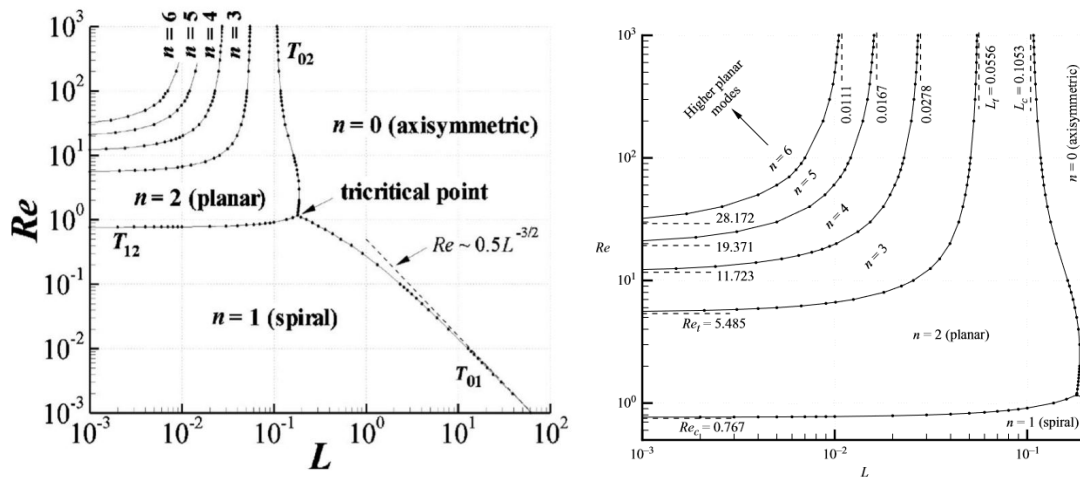 n = 6
n = 5
n = 4
n = 3
10³
T₀₂
n = 0 (axisymmetric)
10²
10¹
n = 2 (planar)
tricritical point
10⁰
T₁₂
Re ~ 0.5L⁻³/²
10⁻¹
n = 1 (spiral)
10⁻²
T₀₁
10⁻³
Re
10⁻³
10⁻²
10⁻¹
10⁰
10¹
10²
L
10³
Higher planar
modes
0.0111
0.0167
0.0278
Lₜ = 0.0556
L_c = 0.1053
n = 0 (axisymmetric)
10²
n = 6
n = 5
n = 4
n = 3
28.172
19.371
11.723
Re
10¹
Reₜ = 5.485
n = 2 (planar)
10⁰
Re_c = 0.767
n = 1 (spiral)
10⁻³
10⁻²
10⁻¹
L